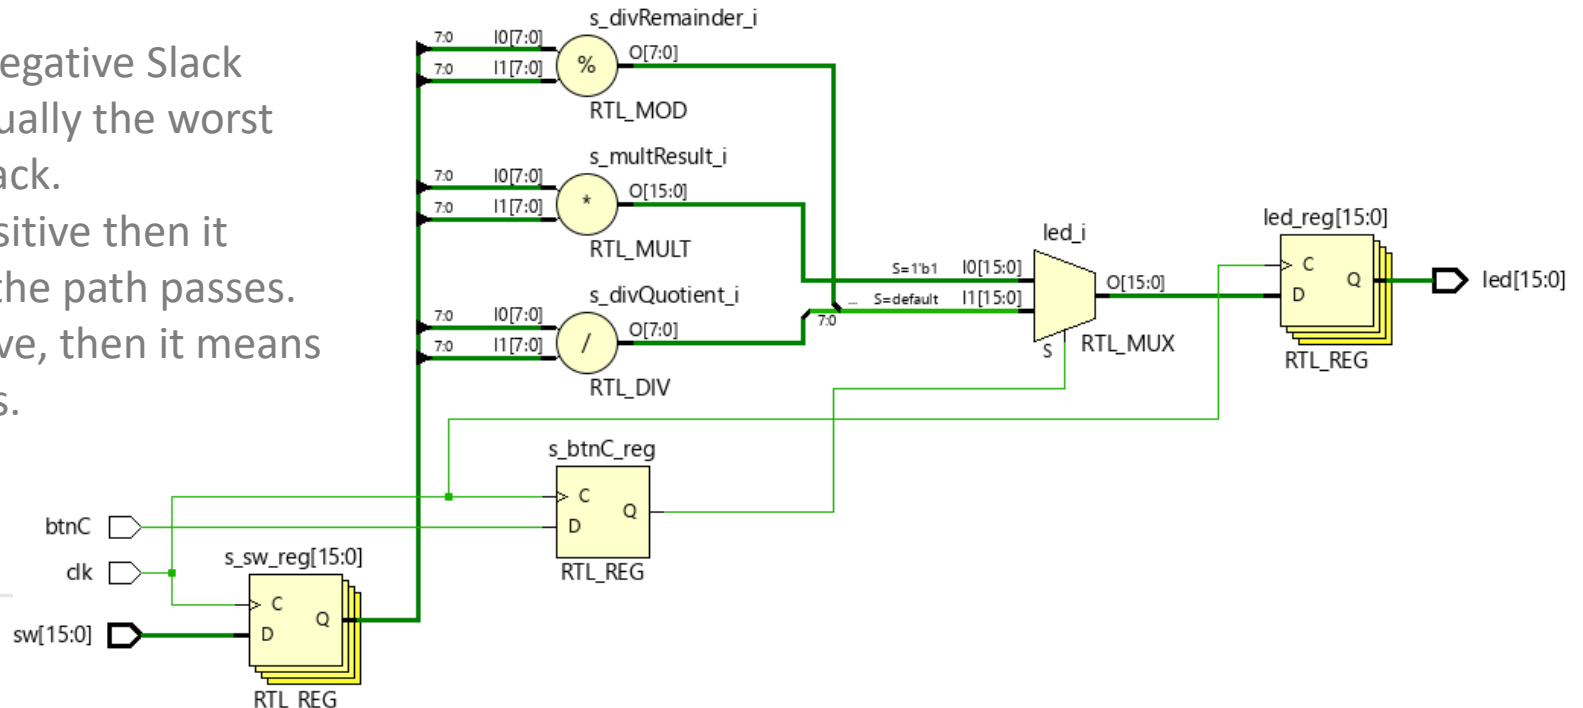 egative Slack
ually the worst
ack.
sitive then it
the path passes.
ve, then it means
s.
s_divRemainder_i
7:0 I0[7:0]
7:0 I1[7:0]
%
O[7:0]
RTL_MOD
s_multResult_i
7:0 I0[7:0]
7:0 I1[7:0]
*
O[15:0]
RTL_MULT
s_divQuotient_i
7:0 I0[7:0]
7:0 I1[7:0]
/
O[7:0]
RTL_DIV
7:0
...
led_i
S=1'b1 I0[15:0]
S=default I1[15:0]
O[15:0]
S
RTL_MUX
led_reg[15:0]
C
D
Q
RTL_REG
led[15:0]
s_btnC_reg
C
D
Q
RTL_REG
btnC
clk
sw[15:0]
s_sw_reg[15:0]
C
D
Q
RTL_REG